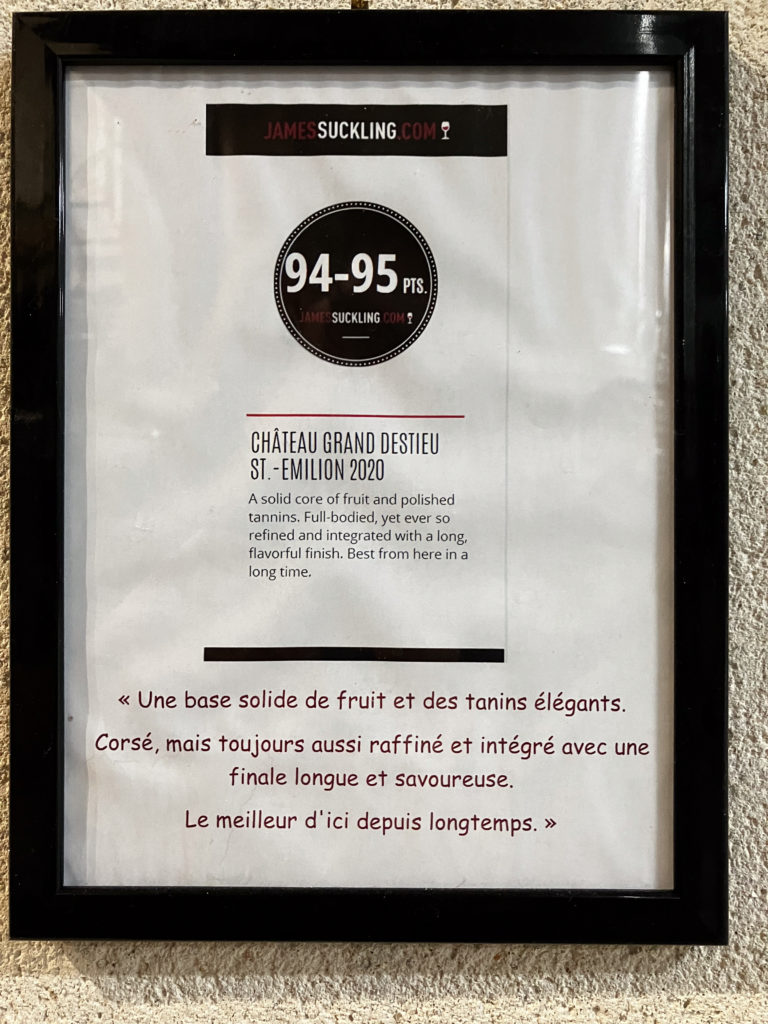 JAMESSUCKLING.COM
94-95 PTS.
JAMESSUCKLING.COM
CHÂTEAU GRAND DESTIEU
ST.-EMILION 2020
A solid core of fruit and polished
tannins. Full-bodied, yet ever so
refined and integrated with a long,
flavorful finish. Best from here in a
long time.
« Une base solide de fruit et des tanins élégants.
Corsé, mais toujours aussi raffiné et intégré avec une
finale longue et savoureuse.
Le meilleur d'ici depuis longtemps. »